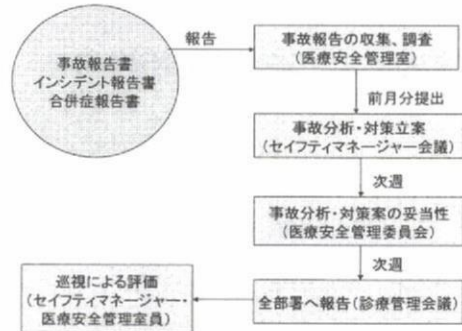 事故報告書
インシデント報告書
合併症報告書
報告
事故報告の収集、調査
(医療安全管理室)
前月分提出
事故分析・対策立案
(セイフティマネージャー会議)
次週
事故分析・対策案の妥当性
(医療安全管理委員会)
次週
全部署へ報告(診療管理会議)
巡視による評価
(セイフティマネージャー・
医療安全管理室員)